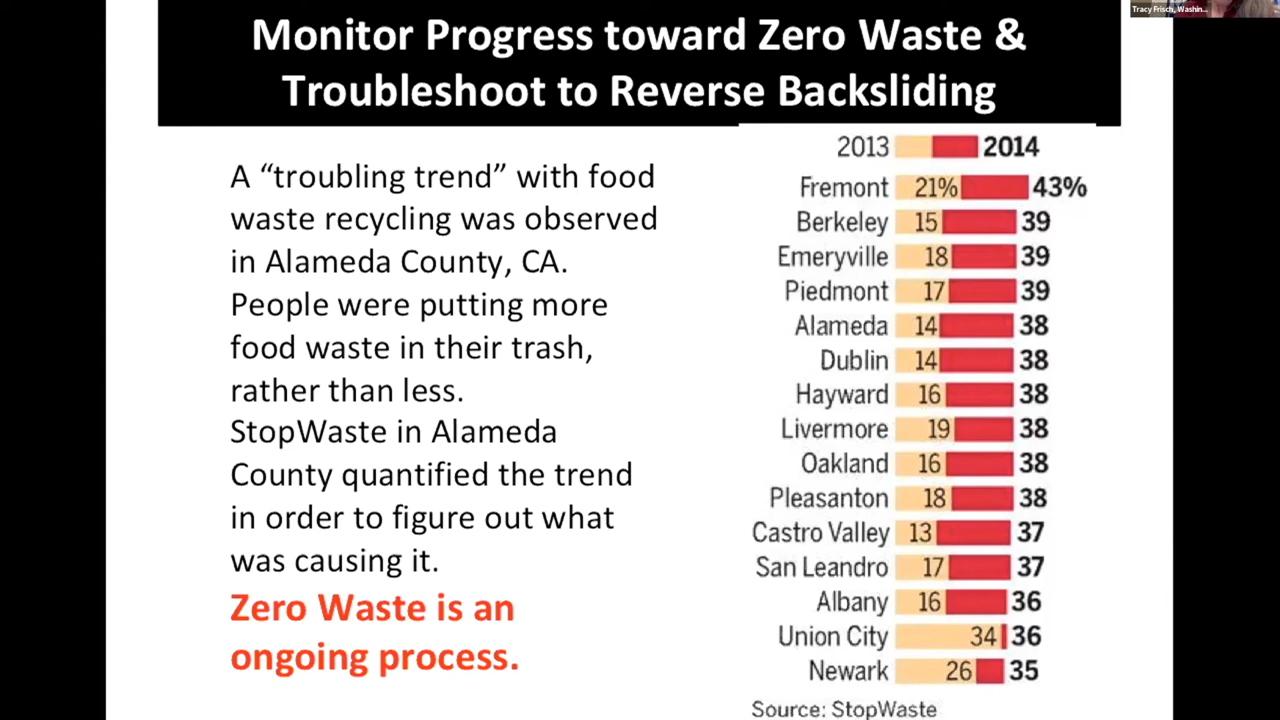 Tracy Frisch, Washin...
Monitor Progress toward Zero Waste &
Troubleshoot to Reverse Backsliding
A “troubling trend” with food
waste recycling was observed
in Alameda County, CA.
People were putting more
food waste in their trash,
rather than less.
StopWaste in Alameda
County quantified the trend
in order to figure out what
was causing it.
Zero Waste is an
ongoing process.
2013 2014
Fremont 21% 43%
Berkeley 15 39
Emeryville 18 39
Piedmont 17 39
Alameda 14 38
Dublin 14 38
Hayward 16 38
Livermore 19 38
Oakland 16 38
Pleasanton 18 38
Castro Valley 13 37
San Leandro 17 37
Albany 16 36
Union City 34 36
Newark 26 35
Source: StopWaste